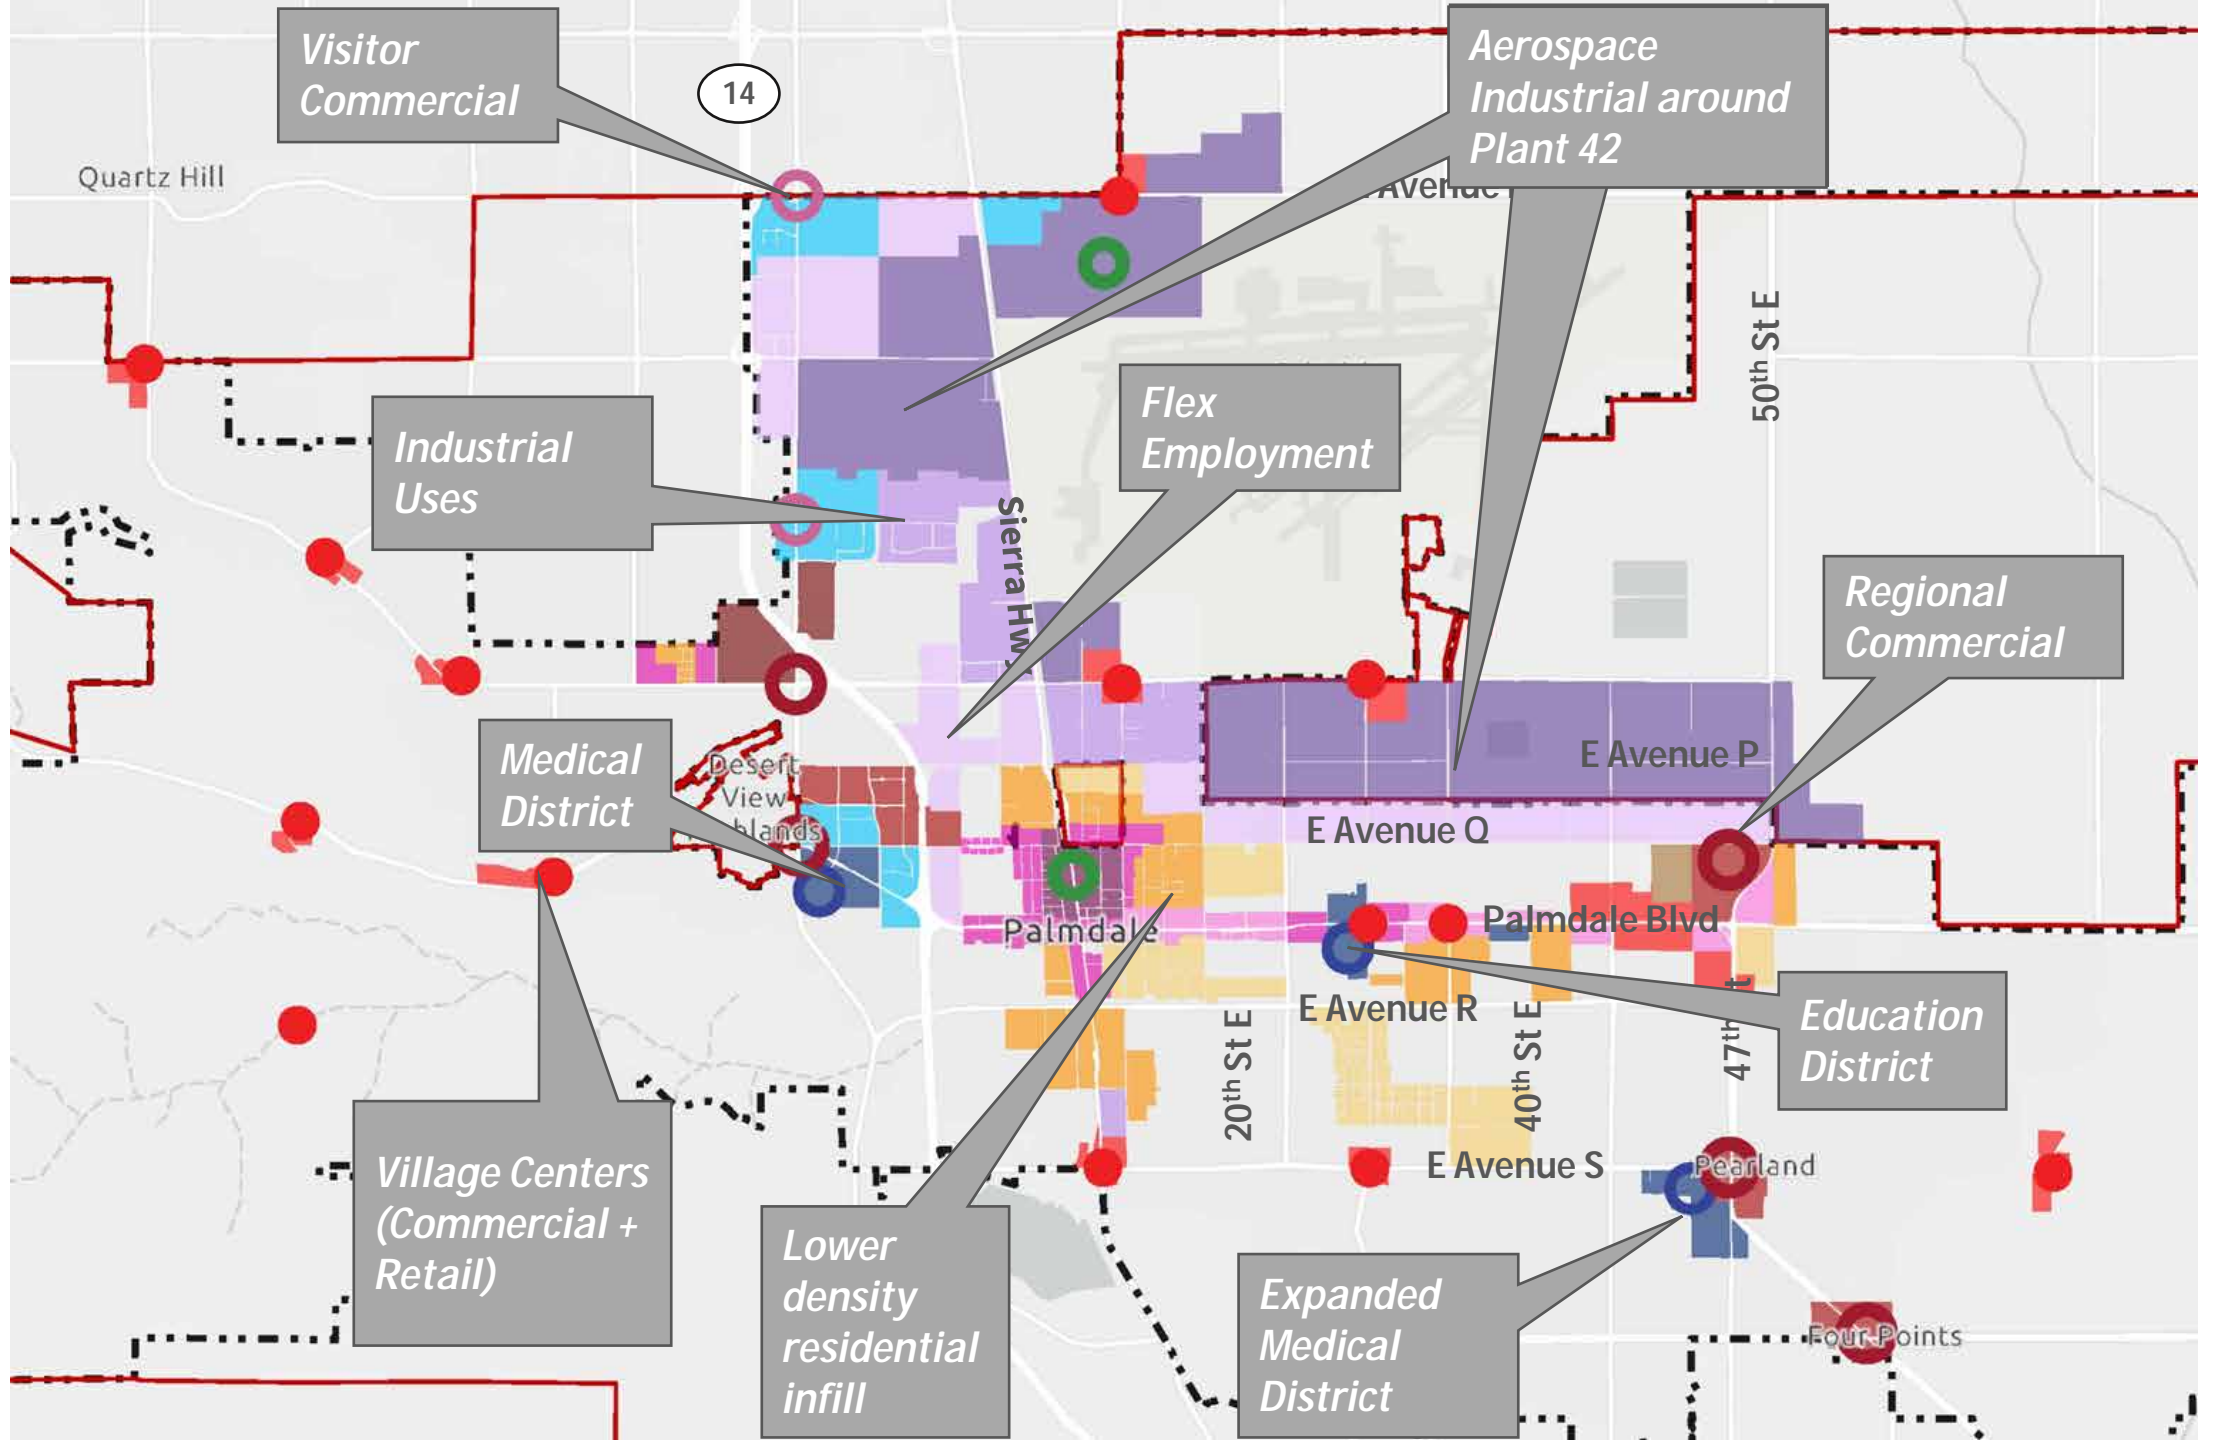 Visitor
Commercial
14
Aerospace
Industrial around
Plant 42
Quartz Hill
Avenue
50th St E
Flex
Employment
Industrial
Uses
Sierra Hwy
Regional
Commercial
Medical
District
Desert
View
E Avenue P
E Avenue Q
Palmdale
Palmdale Blvd
E Avenue R
20th St E
40th St E
47th
Education
District
Village Centers
(Commercial +
Retail)
E Avenue S
Pearland
Lower
density
residential
infill
Expanded
Medical
District
Four Points